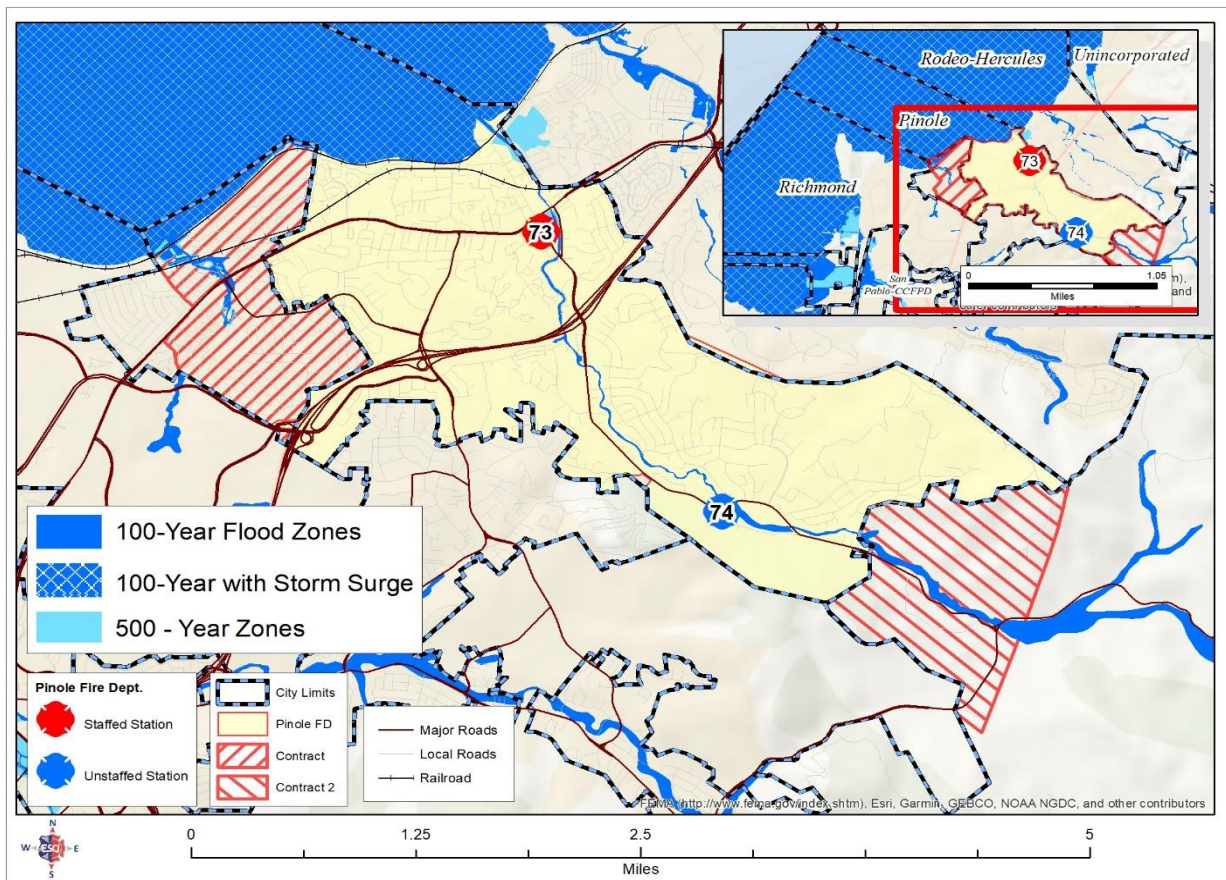 Rodeo-Hercules
Unincorporated
Pinole
73
Richmond
74
San
Pablo-CCFPD
0
1.05
Miles
m),
and
73
74
100-Year Flood Zones
100-Year with Storm Surge
500 - Year Zones
Pinole Fire Dept.
Staffed Station
Unstaffed Station
City Limits
Pinole FD
Contract
Contract 2
Major Roads
Local Roads
Railroad
FEMA (http://www.fema.gov/index.shtm), Esri, Garmin, GEBCO, NOAA NGDC, and other contributors
N
W
ESCI
E
S
0
1.25
2.5
5
Miles